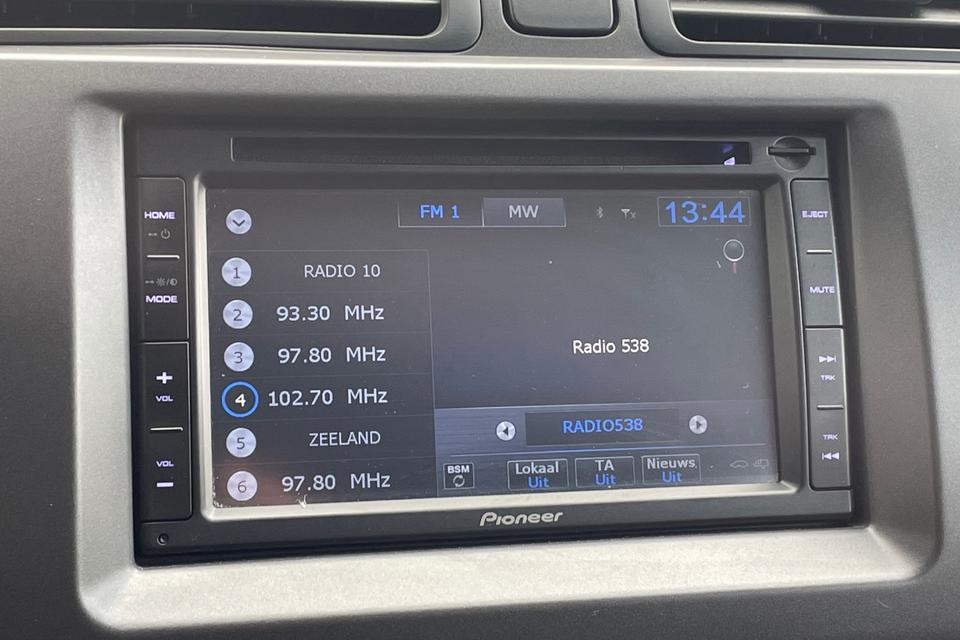 HOME
MODE
+
VOL
VOL
−
FM 1
MW
13:44
1 RADIO 10
2 93.30 MHz
3 97.80 MHz
4 102.70 MHz
5 ZEELAND
6 97.80 MHz
Radio 538
RADIO538
BSM
Lokaal
Uit
TA
Uit
Nieuws
Uit
EJECT
MUTE
TRK
TRK
Pioneer